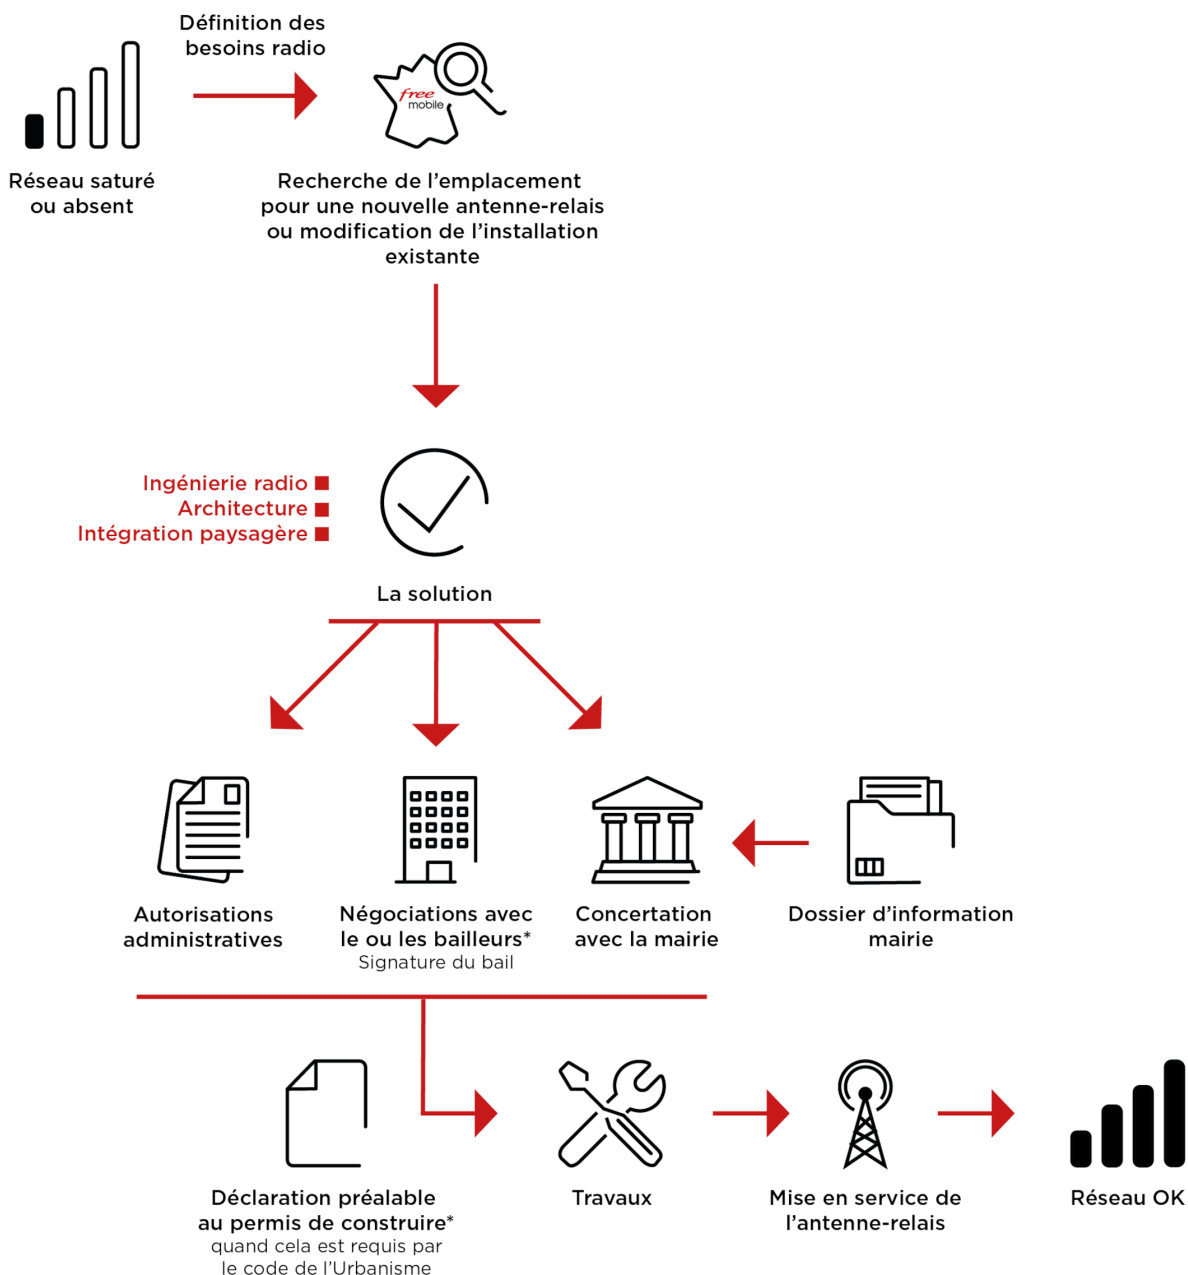 Définition des
besoins radio
free
mobile
Réseau saturé
ou absent
Recherche de l'emplacement
pour une nouvelle antenne-relais
ou modification de l'installation
existante
Ingénierie radio
Architecture
Intégration paysagère
La solution
Autorisations
administratives
Négociations avec
le ou les bailleurs*
Signature du bail
Concertation
avec la mairie
Dossier d'information
mairie
Déclaration préalable
au permis de construire*
quand cela est requis par
le code de l'Urbanisme
Travaux
Mise en service de
l'antenne-relais
Réseau OK